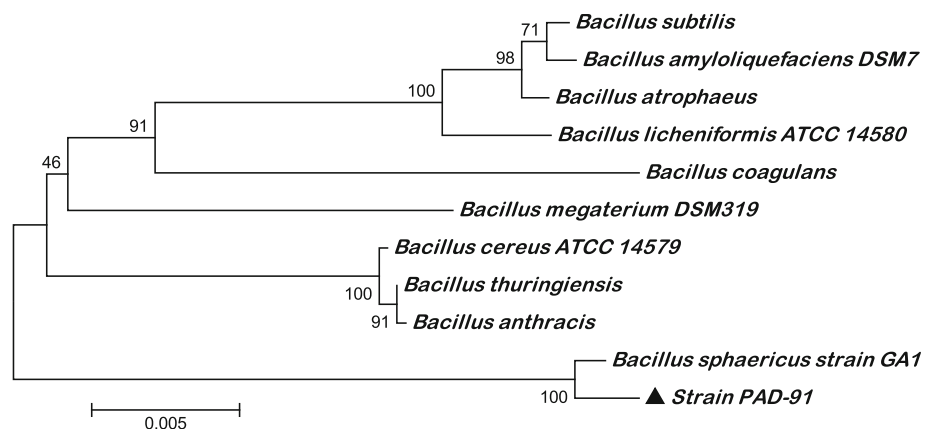 71
Bacillus subtilis
98
Bacillus amyloliquefaciens DSM7
100
Bacillus atrophaeus
91
Bacillus licheniformis ATCC 14580
46
Bacillus coagulans
Bacillus megaterium DSM319
Bacillus cereus ATCC 14579
100
Bacillus thuringiensis
91
Bacillus anthracis
Bacillus sphaericus strain GA1
100
Strain PAD-91
0.005